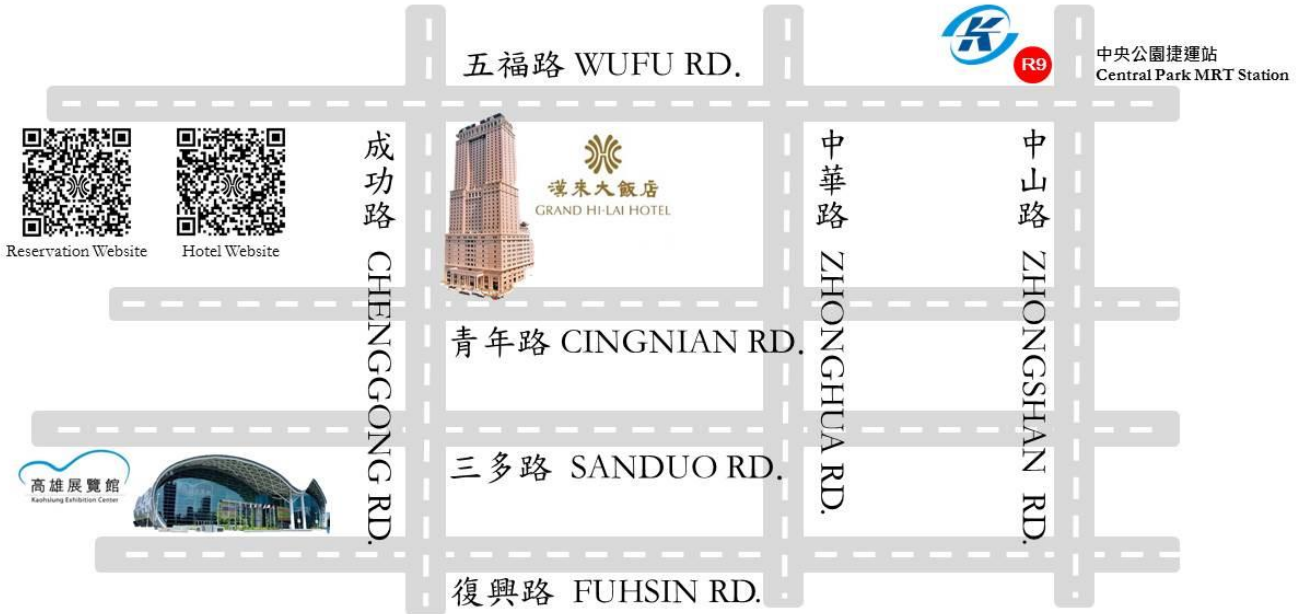 五福路 WUFU RD.
K
R9
中央公園捷運站
Central Park MRT Station
Reservation Website
Hotel Website
成功路 CHENGGONG RD.
漢來大飯店
GRAND HI-LAI HOTEL
中華路 ZHONGHUA RD.
中山路 ZHONGSHAN RD.
青年路 CINGNIAN RD.
高雄展覽館
Kaohsiung Exhibition Center
三多路 SANDUO RD.
復興路 FUHSIN RD.